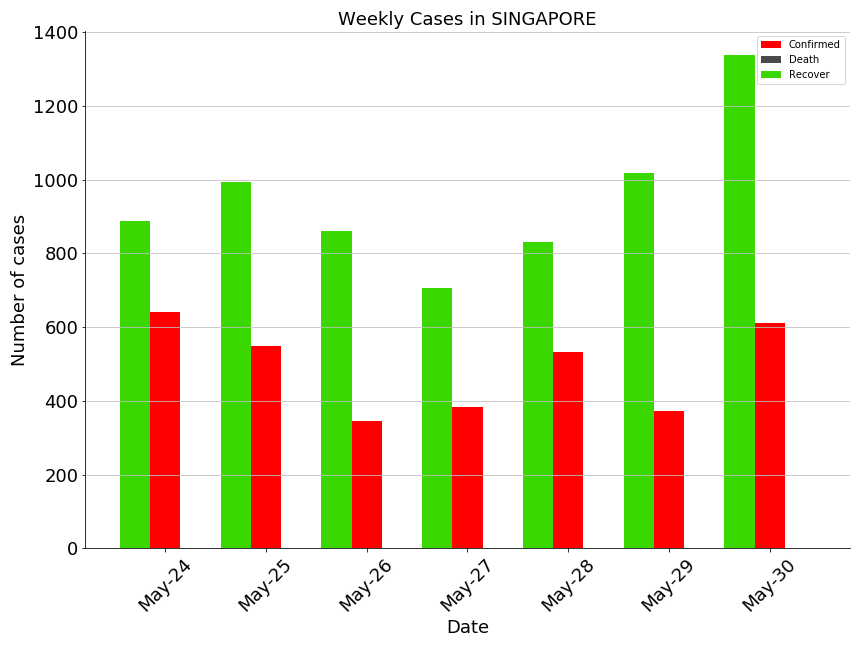 Weekly Cases in SINGAPORE
Confirmed
Death
Recover
1400
1200
1000
800
600
400
200
0
Number of cases
May-24
May-25
May-26
May-27
May-28
May-29
May-30
Date